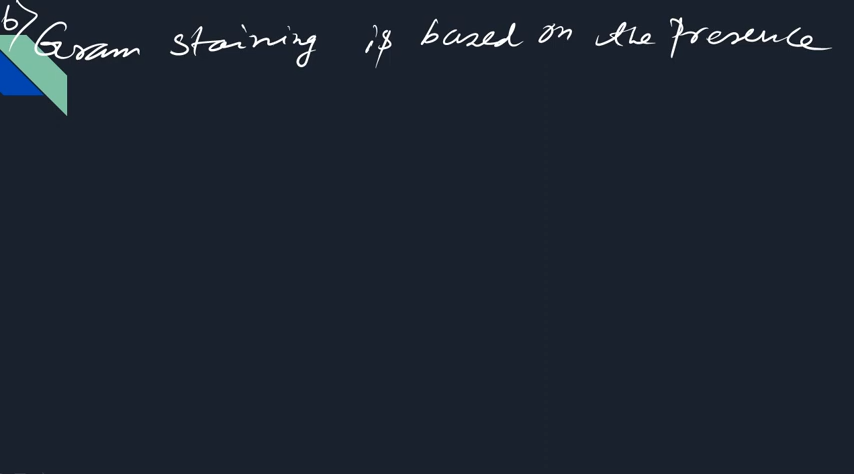 b) Gram staining is based on the presence